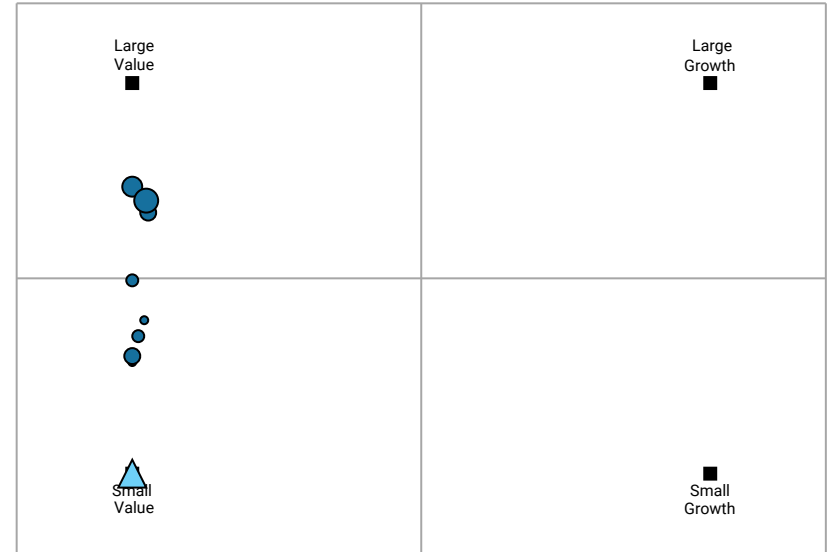 Large
Value
Large
Growth
Small
Value
Small
Growth